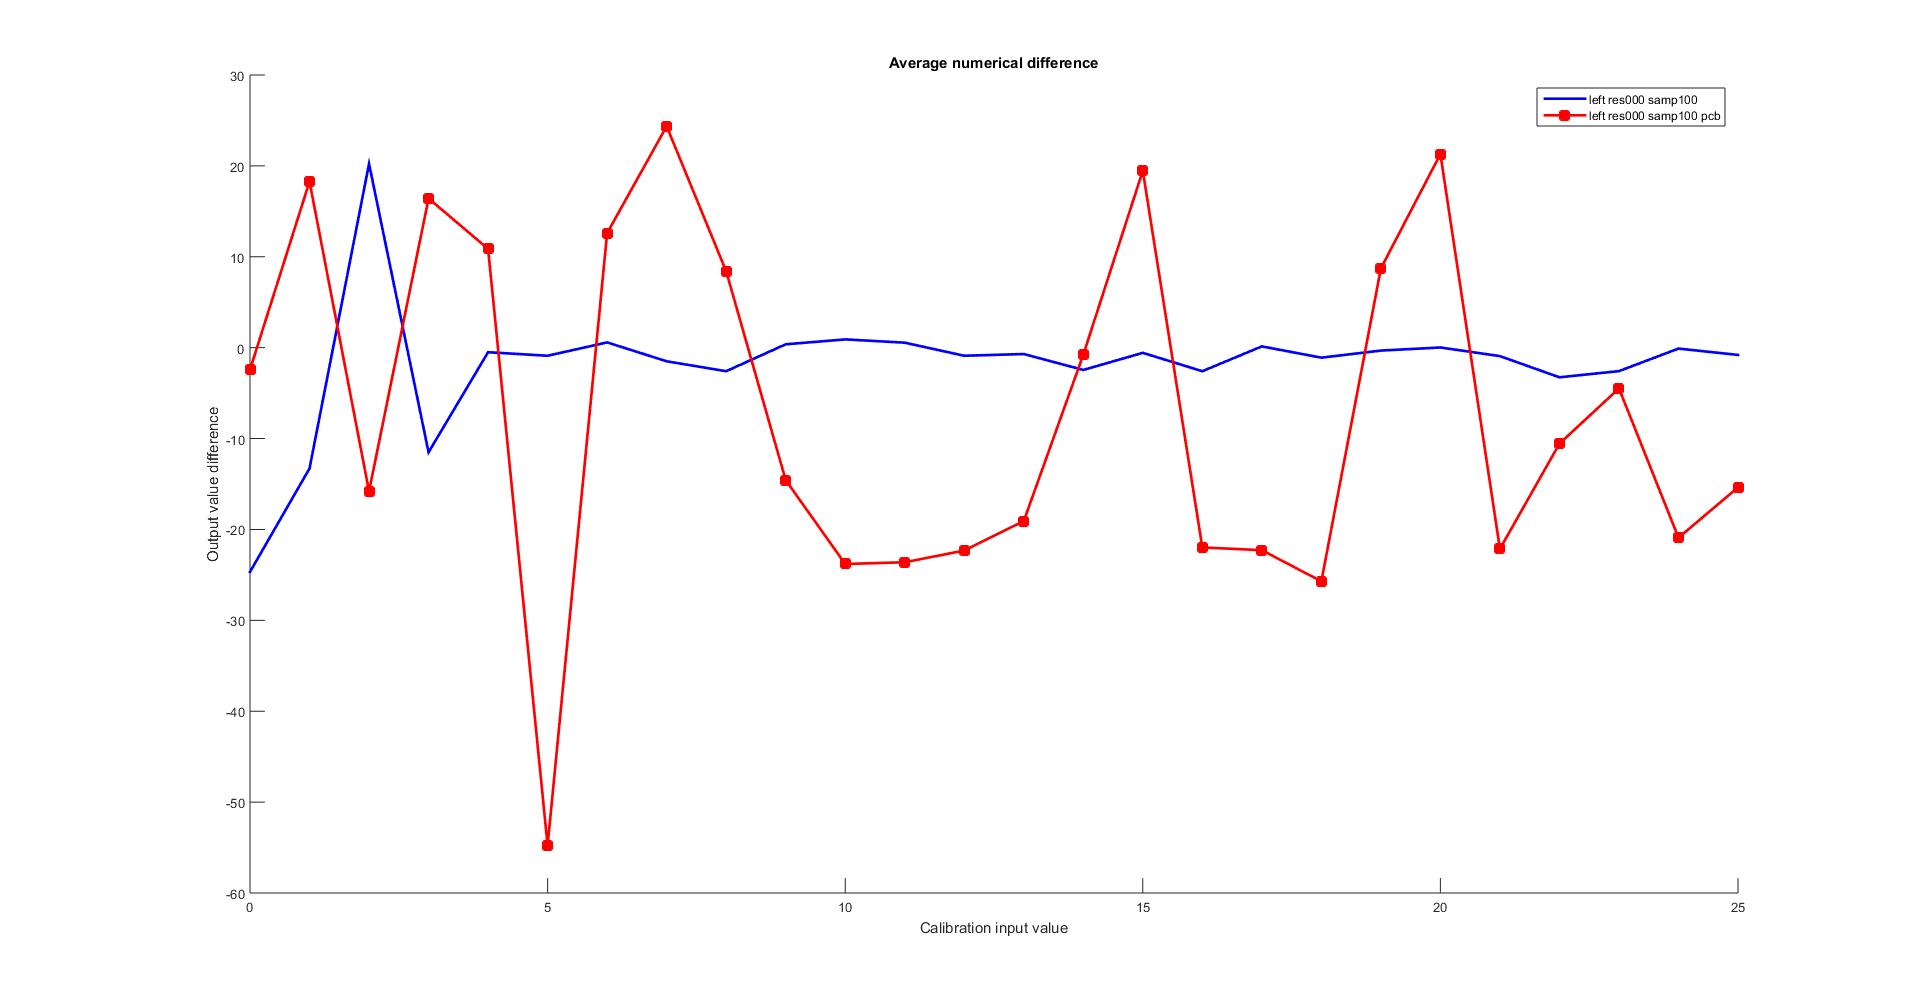 Average numerical difference
left res000 samp100
left res000 samp100 pcb
30
20
10
0
-10
-20
-30
-40
-50
-60
Output value difference
0 5 10 15 20 25
Calibration input value